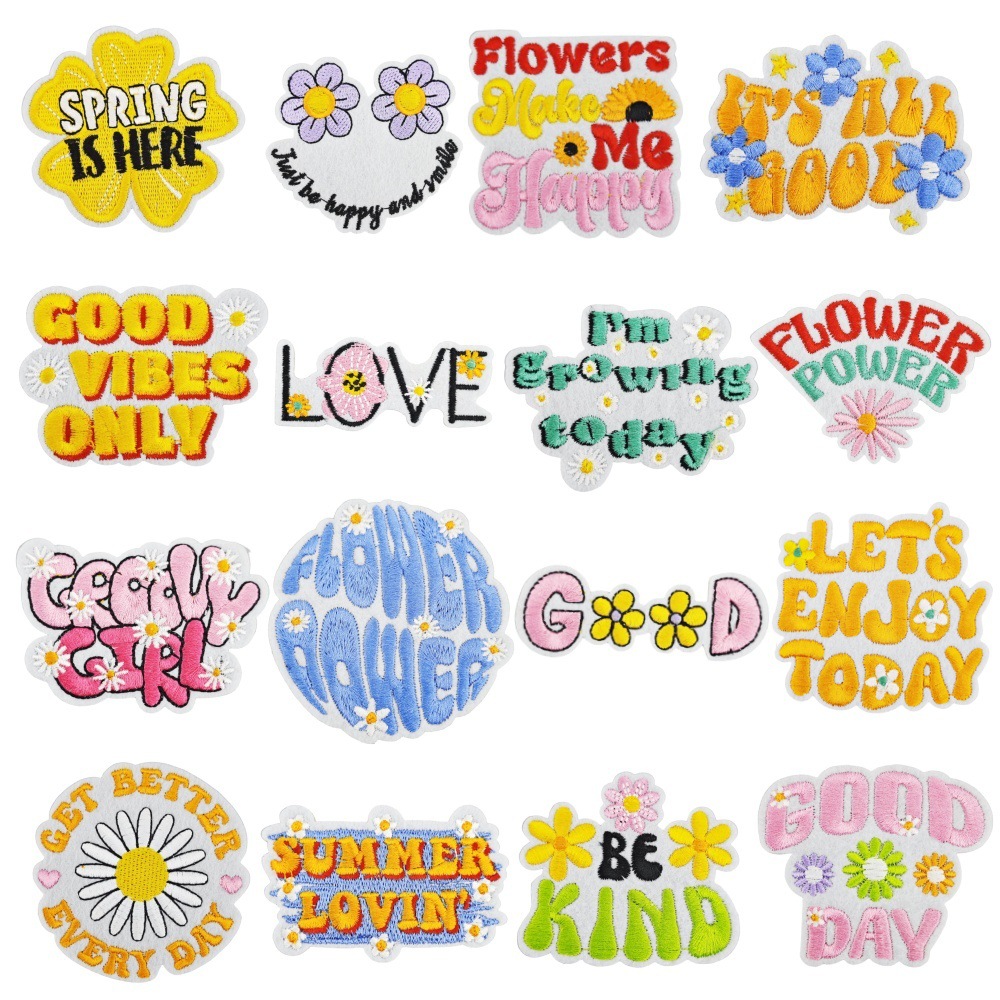 SPRING
IS HERE
Just be happy and smile
Flowers
Make
Me
Happy
IT'S ALL
GOOD
GOOD
VIBES
ONLY
LOVE
I'm
growing
today
FLOWER
POWER
GROOVY
GIRL
FLOWER
POWER
GOOD
LET'S
ENJOY
TODAY
GET BETTER
EVERY DAY
SUMMER
LOVIN'
BE
KIND
GOOD
DAY